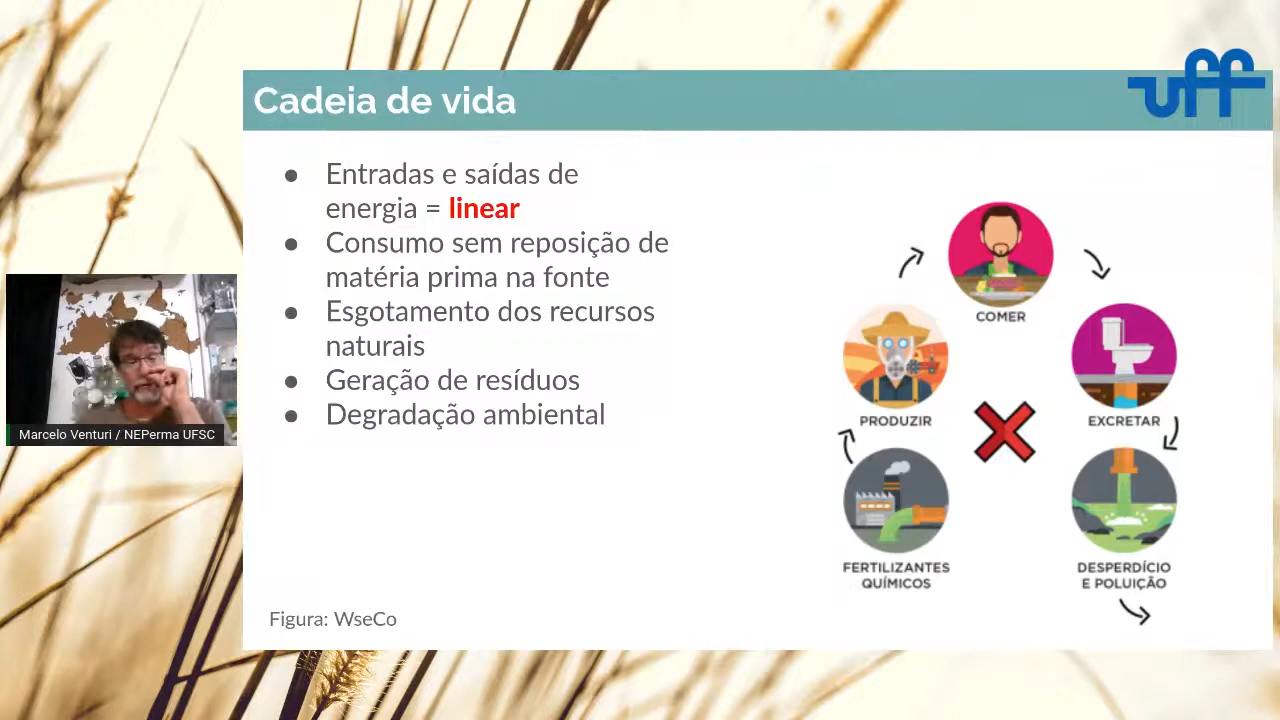 Cadeia de vida
uff
Entradas e saídas de
energia = linear
Consumo sem reposição de
matéria prima na fonte
Esgotamento dos recursos
naturais
Geração de resíduos
Degradação ambiental
COMER
PRODUZIR
EXCRETAR
FERTILIZANTES
QUÍMICOS
DESPERDÍCIO
E POLUIÇÃO
Figura: WseCo
Marcelo Venturi / NEPerma UFSC